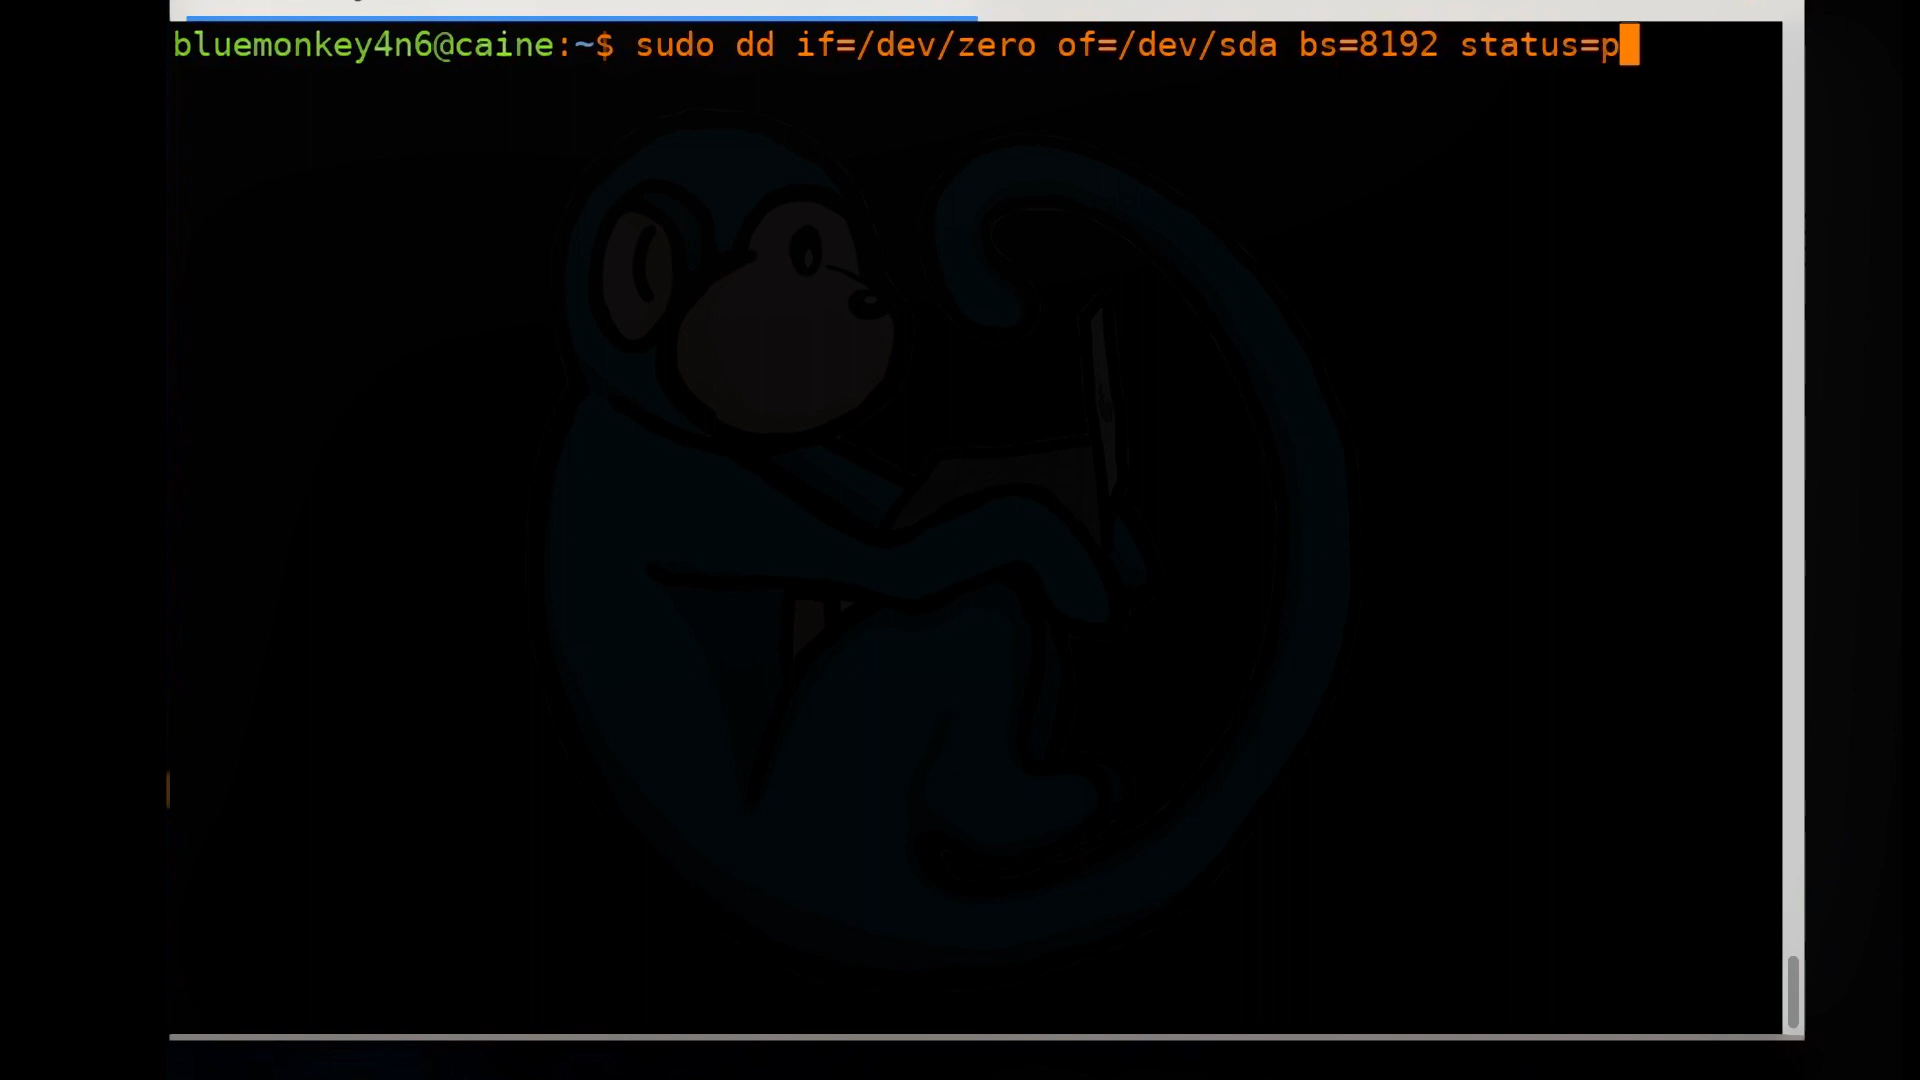 bluemonkey4n6@caine:~$ sudo dd if=/dev/zero of=/dev/sda bs=8192 status=p